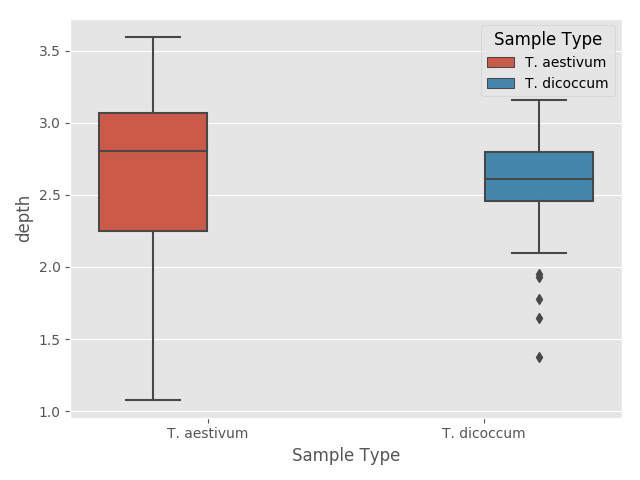 Sample Type
T. aestivum
T. dicoccum
3.5
3.0
2.5
2.0
1.5
1.0
depth
T. aestivum
T. dicoccum
Sample Type